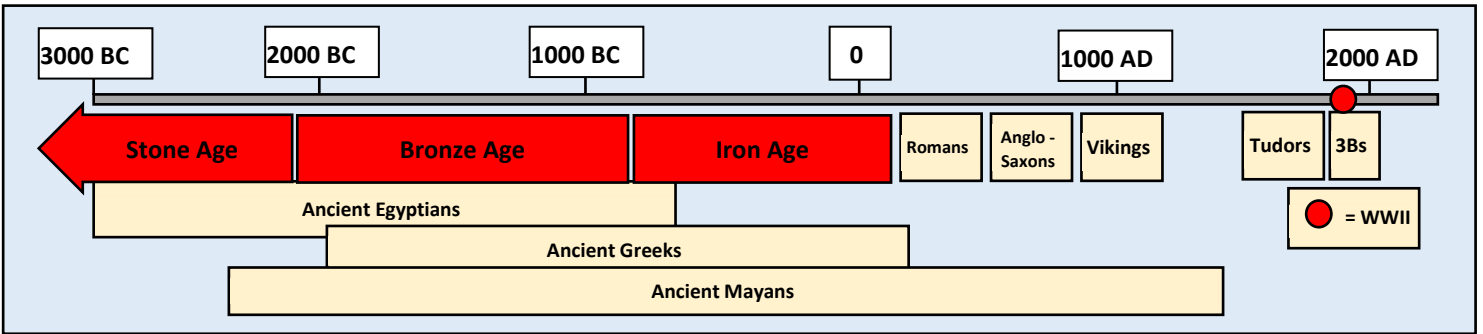 3000 BC
2000 BC
1000 BC
0
1000 AD
2000 AD
Stone Age
Bronze Age
Iron Age
Romans
Anglo -
Saxons
Vikings
Tudors
3Bs
Ancient Egyptians
= WWII
Ancient Greeks
Ancient Mayans